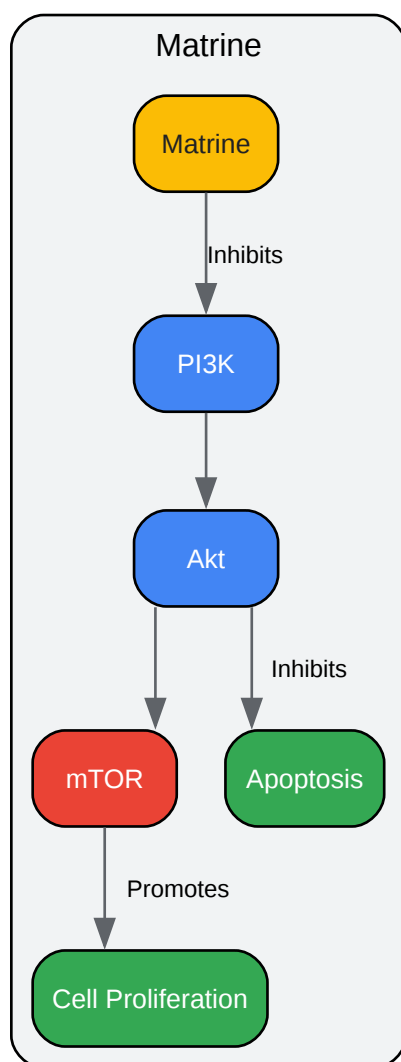 Matrine
Matrine
Inhibits
PI3K
Akt
Inhibits
mTOR
Apoptosis
Promotes
Cell Proliferation